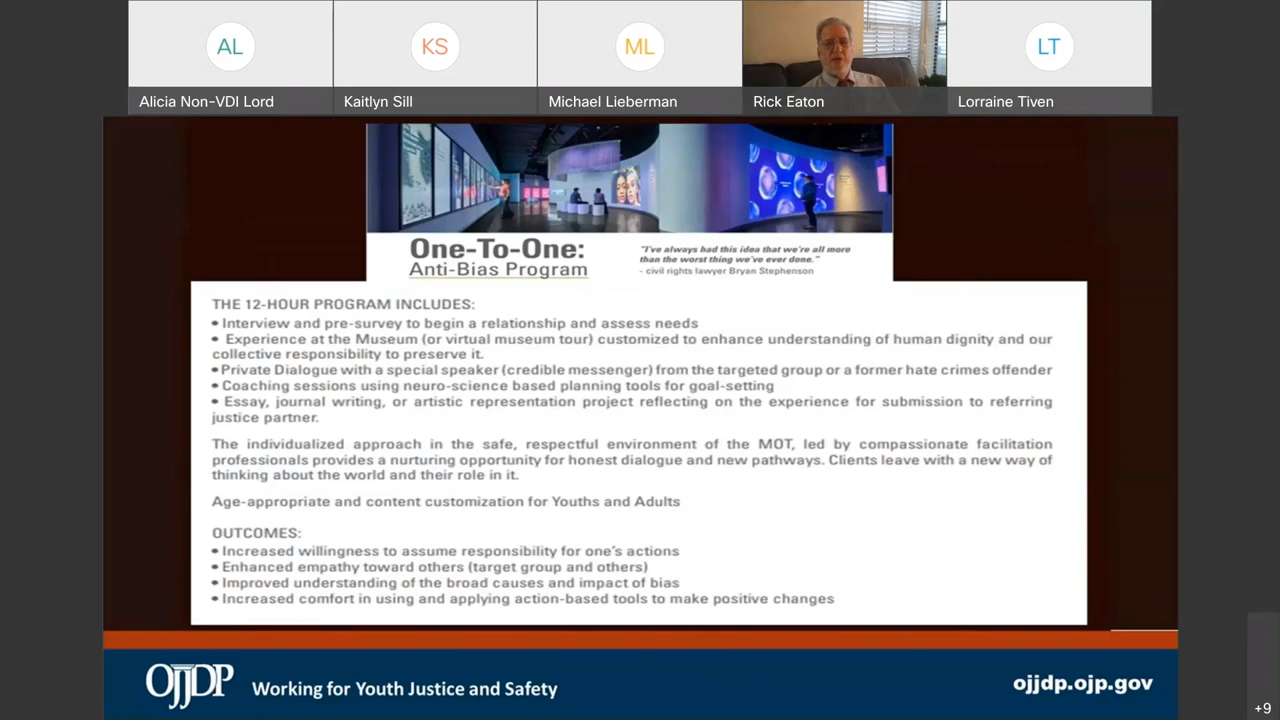 AL
KS
ML
LT
Alicia Non-VDI Lord
Kaitlyn Sill
Michael Lieberman
Rick Eaton
Lorraine Tiven
One-To-One:
Anti-Bias Program
"I've always had this idea that we're all more
than the worst thing we've ever done."
- civil rights lawyer Bryan Stephenson
THE 12-HOUR PROGRAM INCLUDES:
• Interview and pre-survey to begin a relationship and assess needs
• Experience at the Museum (or virtual museum tour) customized to enhance understanding of human dignity and our
collective responsibility to preserve it.
• Private Dialogue with a special speaker (credible messenger) from the targeted group or a former hate crimes offender
• Coaching sessions using neuro-science based planning tools for goal-setting
• Essay, journal writing, or artistic representation project reflecting on the experience for submission to referring
justice partner.
The individualized approach in the safe, respectful environment of the MOT, led by compassionate facilitation
professionals provides a nurturing opportunity for honest dialogue and new pathways. Clients leave with a new way of
thinking about the world and their role in it.
Age-appropriate and content customization for Youths and Adults
OUTCOMES:
• Increased willingness to assume responsibility for one's actions
• Enhanced empathy toward others (target group and others)
• Improved understanding of the broad causes and impact of bias
• Increased comfort in using and applying action-based tools to make positive changes
OJJDP
Working for Youth Justice and Safety
ojjdp.ojp.gov
+9